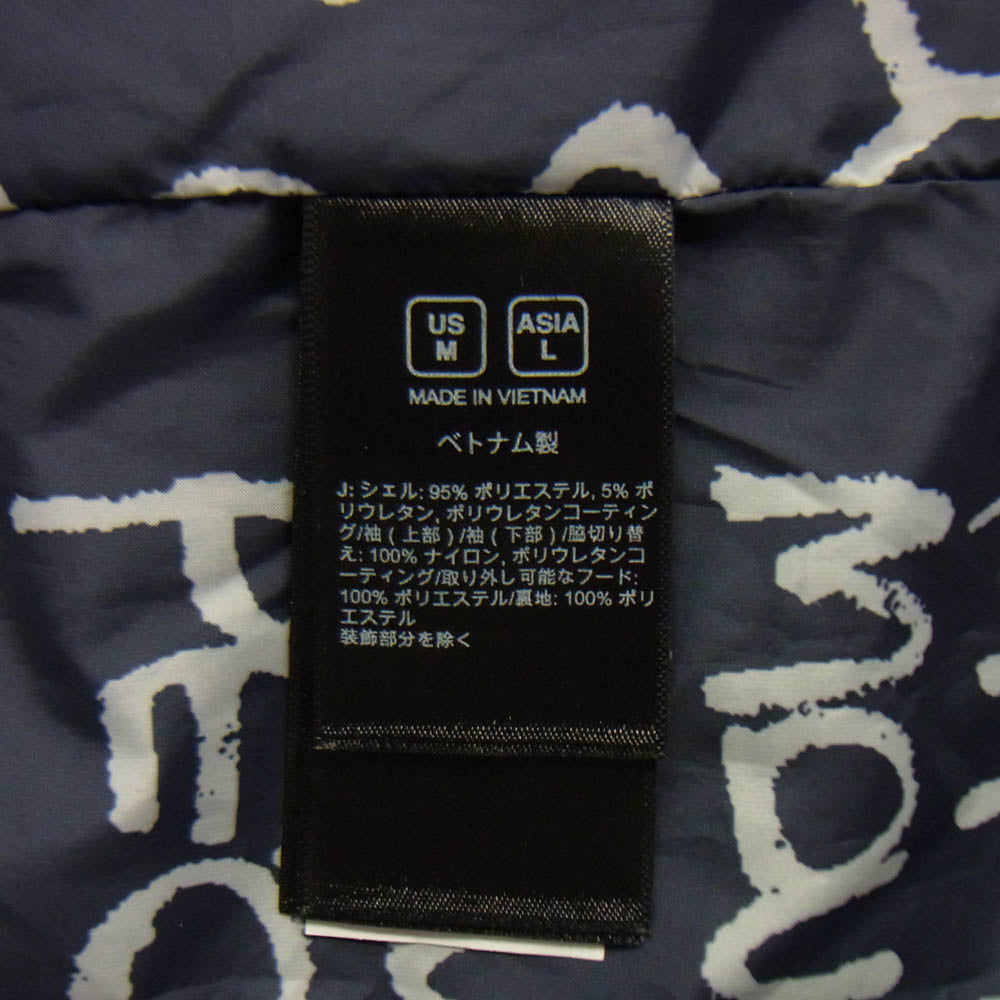 US
M
ASIA
L
MADE IN VIETNAM
ベトナム製
J: シェル: 95% ポリエステル, 5% ポ
リウレタン, ポリウレタンコーティン
グ/袖 ( 上部 ) /袖 ( 下部 ) /脇切り替
え: 100% ナイロン, ポリウレタンコ
ーティング/取り外し可能なフード:
100% ポリエステル/裏地: 100% ポリ
エステル
装飾部分を除く